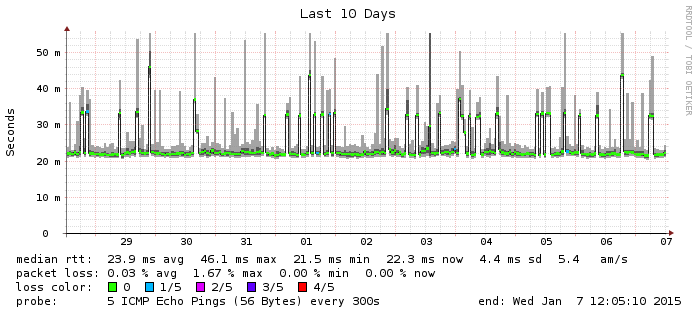 Last 10 Days
RRDTOOL / TOBI OETIKER
Seconds
50 m
40 m
30 m
20 m
10 m
0
29 30 31 01 02 03 04 05 06 07
median rtt: 23.9 ms avg 46.1 ms max 21.5 ms min 22.3 ms now 4.4 ms sd 5.4 am/s
packet loss: 0.03 % avg 1.67 % max 0.00 % min 0.00 % now
loss color: 0 1/5 2/5 3/5 4/5
probe: 5 ICMP Echo Pings (56 Bytes) every 300s end: Wed Jan 7 12:05:10 2015